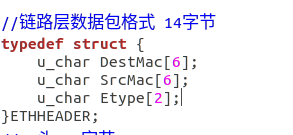 //链路层数据包格式 14字节
typedef struct {
    u_char DestMac[6];
    u_char SrcMac[6];
    u_char Etype[2];
}ETHHEADER;